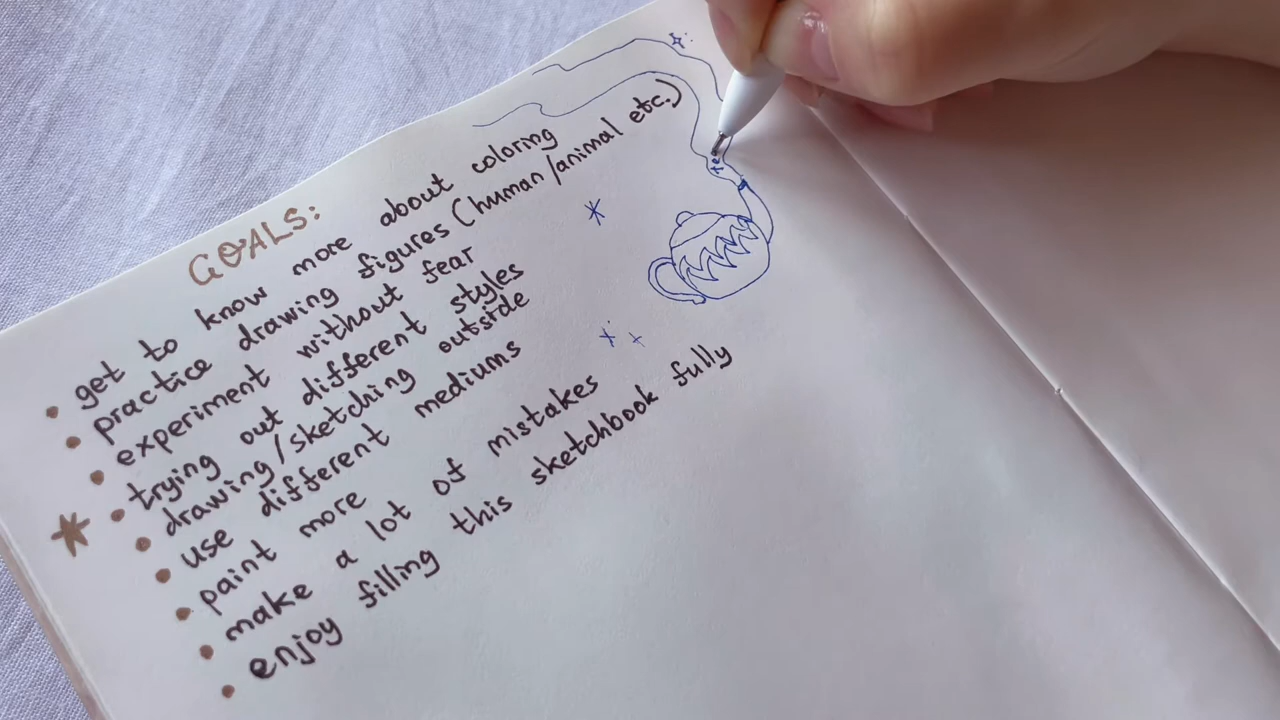 GOALS:
• get to know more about coloring
• practice drawing figures (human/animal etc.)
• experiment without fear
• trying out different styles
• drawing/sketching outside
• use different mediums
• paint more
• make a lot of mistakes
• enjoy filling this sketchbook fully